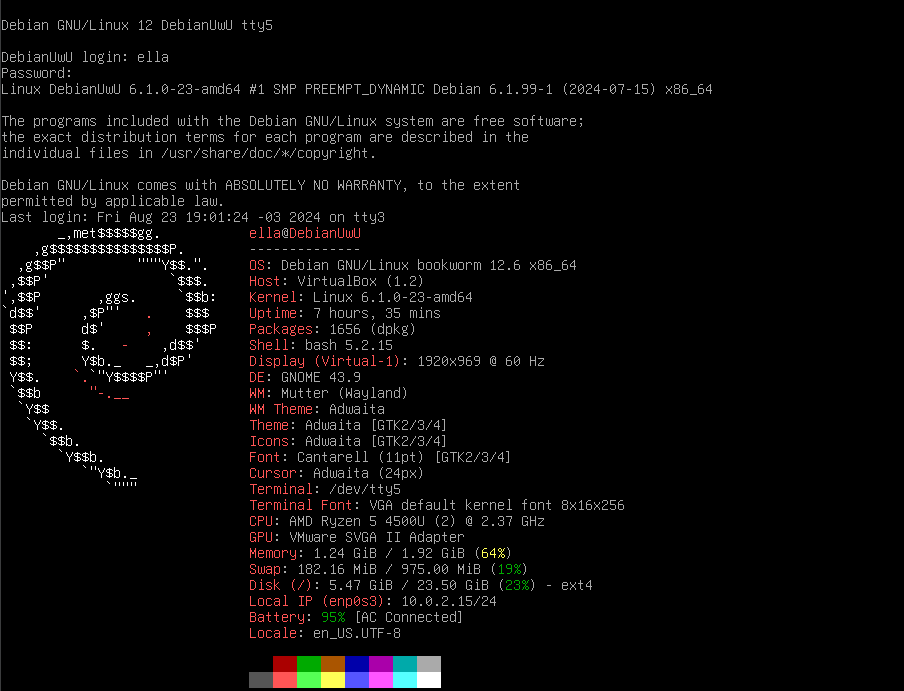 Debian GNU/Linux 12 DebianUwU tty5
DebianUwU login: ella
Password:
Linux DebianUwU 6.1.0-23-amd64 #1 SMP PREEMPT_DYNAMIC Debian 6.1.99-1 (2024-07-15) x86_64
The programs included with the Debian GNU/Linux system are free software;
the exact distribution terms for each program are described in the
individual files in /usr/share/doc/*/copyright.
Debian GNU/Linux comes with ABSOLUTELY NO WARRANTY, to the extent
permitted by applicable law.
Last login: Fri Aug 23 19:01:24 -03 2024 on tty3
       _,met$$$$$gg.           ella@DebianUwU
    ,g$$$$$$$$$$$$$$$P.        --------------
  ,g$$P"         """Y$$.".     OS: Debian GNU/Linux bookworm 12.6 x86_64
 ,$$P'               `$$$.     Host: VirtualBox (1.2)
',$$P       ,ggs.     `$$b:    Kernel: Linux 6.1.0-23-amd64
`d$$'     ,$P"'   .    $$$     Uptime: 7 hours, 35 mins
 $$P      d$'     ,    $$$P    Packages: 1656 (dpkg)
 $$:      $.   -    ,d$$'      Shell: bash 5.2.15
 $$;      Y$b._   _,d$P'       Display (Virtual-1): 1920x969 @ 60 Hz
 Y$$.    `.`"Y$$$$P"'          DE: GNOME 43.9
 `$$b      "-.__               WM: Mutter (Wayland)
  `Y$$                         WM Theme: Adwaita
   `Y$$.                       Theme: Adwaita [GTK2/3/4]
     `$$b.                     Icons: Adwaita [GTK2/3/4]
       `Y$$b.                  Font: Cantarell (11pt) [GTK2/3/4]
          `"Y$b._              Cursor: Adwaita (24px)
             `"""              Terminal: /dev/tty5
Terminal Font: VGA default kernel font 8x16x256
CPU: AMD Ryzen 5 4500U (2) @ 2.37 GHz
GPU: VMware SVGA II Adapter
Memory: 1.24 GiB / 1.92 GiB (64%)
Swap: 182.16 MiB / 975.00 MiB (19%)
Disk (/): 5.47 GiB / 23.50 GiB (23%) - ext4
Local IP (enp0s3): 10.0.2.15/24
Battery: 95% [AC Connected]
Locale: en_US.UTF-8